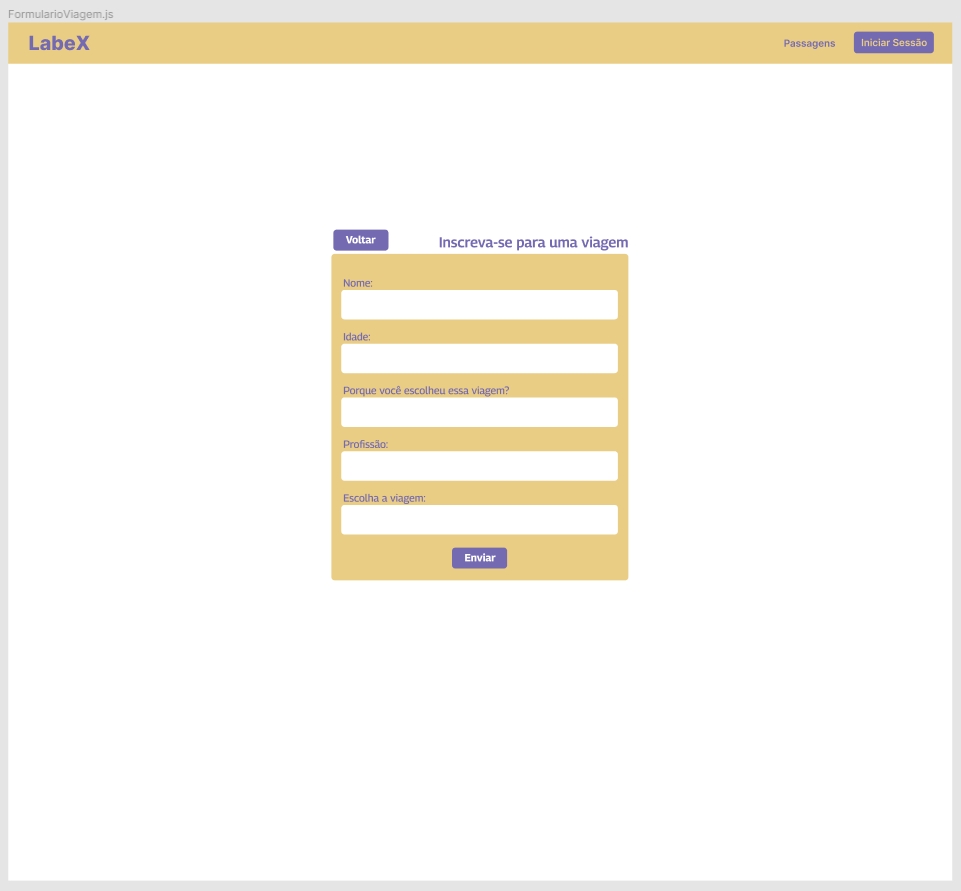 FormularioViagem.js
LabeX
Passagens
Iniciar Sessão
Voltar
Inscreva-se para uma viagem
Nome:
Idade:
Porque você escolheu essa viagem?
Profissão:
Escolha a viagem:
Enviar